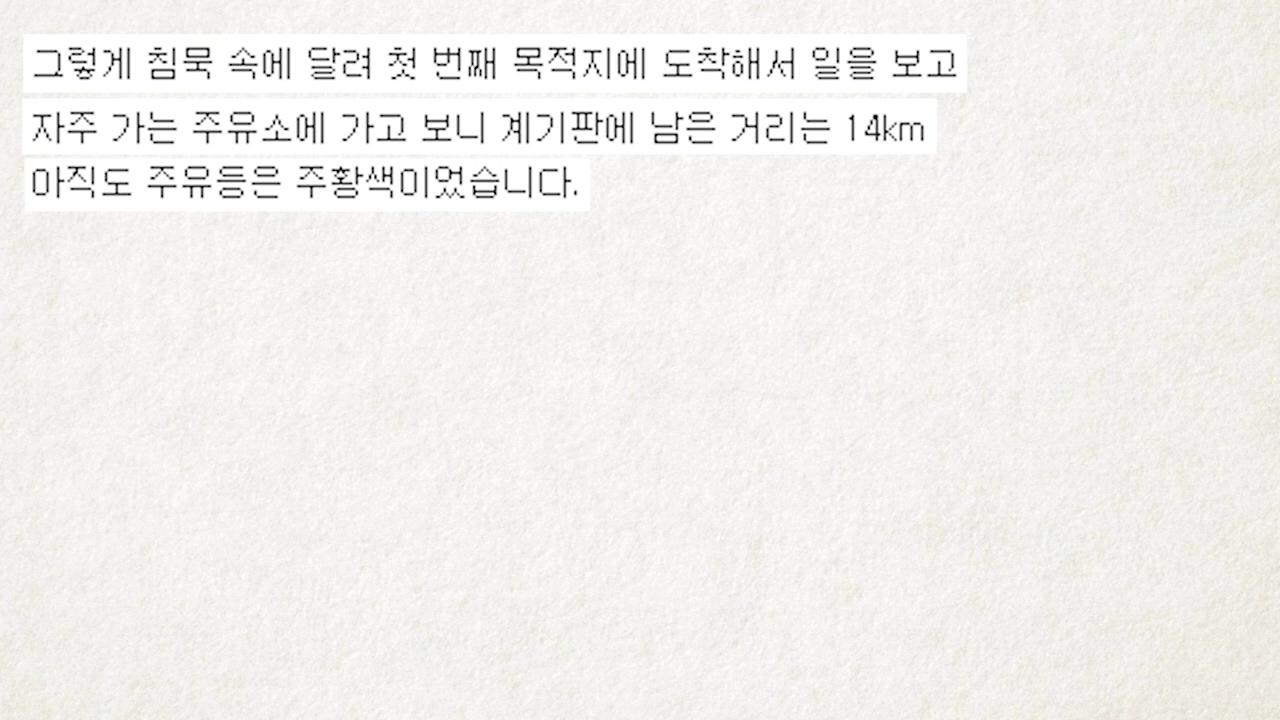 그렇게 침묵 속에 달려 첫 번째 목적지에 도착해서 일을 보고
자주 가는 주유소에 가고 보니 계기판에 남은 거리는 14km
아직도 주유등은 주황색이었습니다.